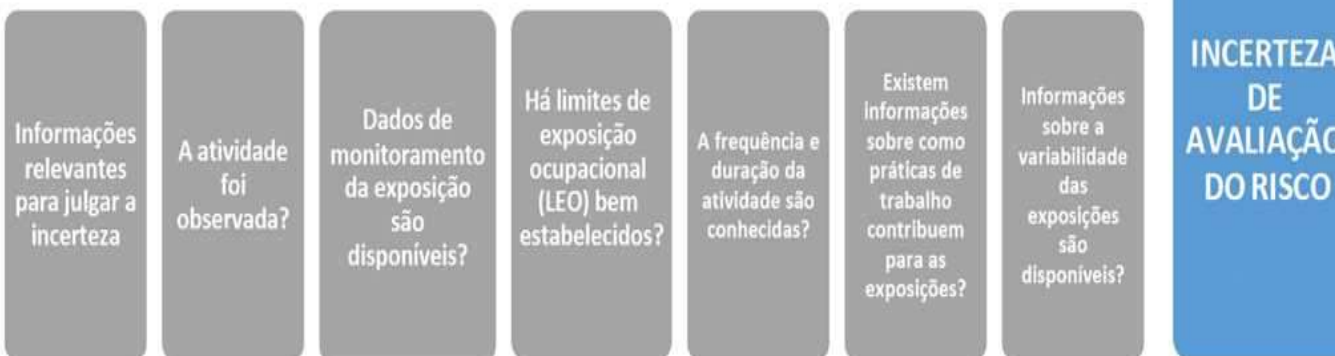 Informações
relevantes
para julgar a
incerteza
A atividade
foi
observada?
Dados de
monitoramento
da exposição
são
disponíveis?
Há limites de
exposição
ocupacional
(LEO) bem
estabelecidos?
A frequência e
duração da
atividade são
conhecidas?
Existem
informações
sobre como
práticas de
trabalho
contribuem
para as
exposições?
Informações
sobre a
variabilidade
das
exposições
são
disponíveis?
INCERTEZA
DE
AVALIAÇÃO
DO RISCO